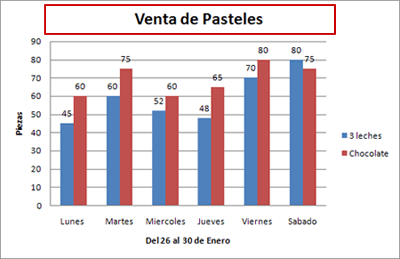 Venta de Pasteles
Piezas
90
80
70
60
50
40
30
20
10
0
45 60 60 75 52 60 48 65 70 80 80 75
Lunes Martes Miercoles Jueves Viernes Sabado
3 leches
Chocolate
Del 26 al 30 de Enero